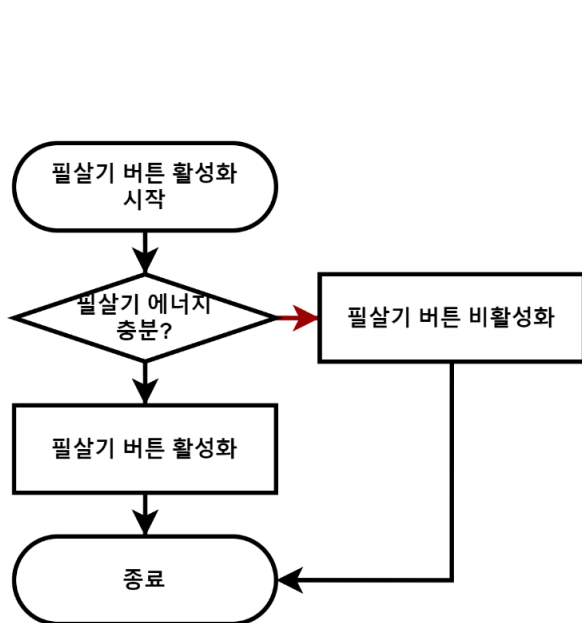 필살기 버튼 활성화
시작
필살기 에너지
충분?
필살기 버튼 비활성화
필살기 버튼 활성화
종료